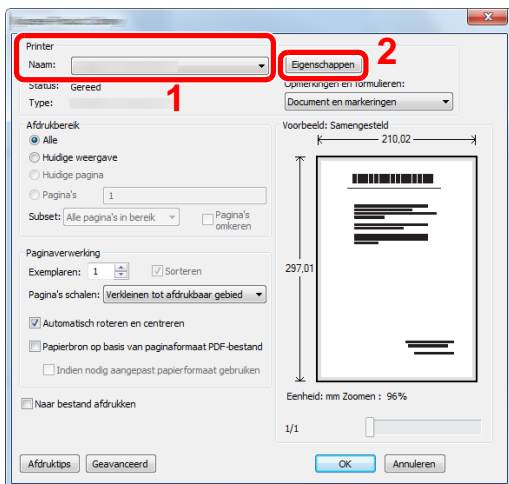 Printer
Naam:
Eigenschappen
2
Status: Gereed
1
Opmerkingen en formulieren:
Type:
Document en markeringen
Afdrukbereik
Alle
Huidige weergave
Huidige pagina
Pagina's 1
Subset: Alle pagina's in bereik
Pagina's
omkeren
Paginaverwerking
Exemplaren: 1
Sorteren
Pagina's schalen: Verkleinen tot afdrukbaar gebied
Automatisch roteren en centreren
Papierbron op basis van paginaformaat PDF-bestand
Indien nodig aangepast papierformaat gebruiken
Naar bestand afdrukken
Voorbeeld: Samengesteld
210,02
297,01
Eenheid: mm Zoomen : 96%
1/1
Afdruktips
Geavanceerd
OK
Annuleren